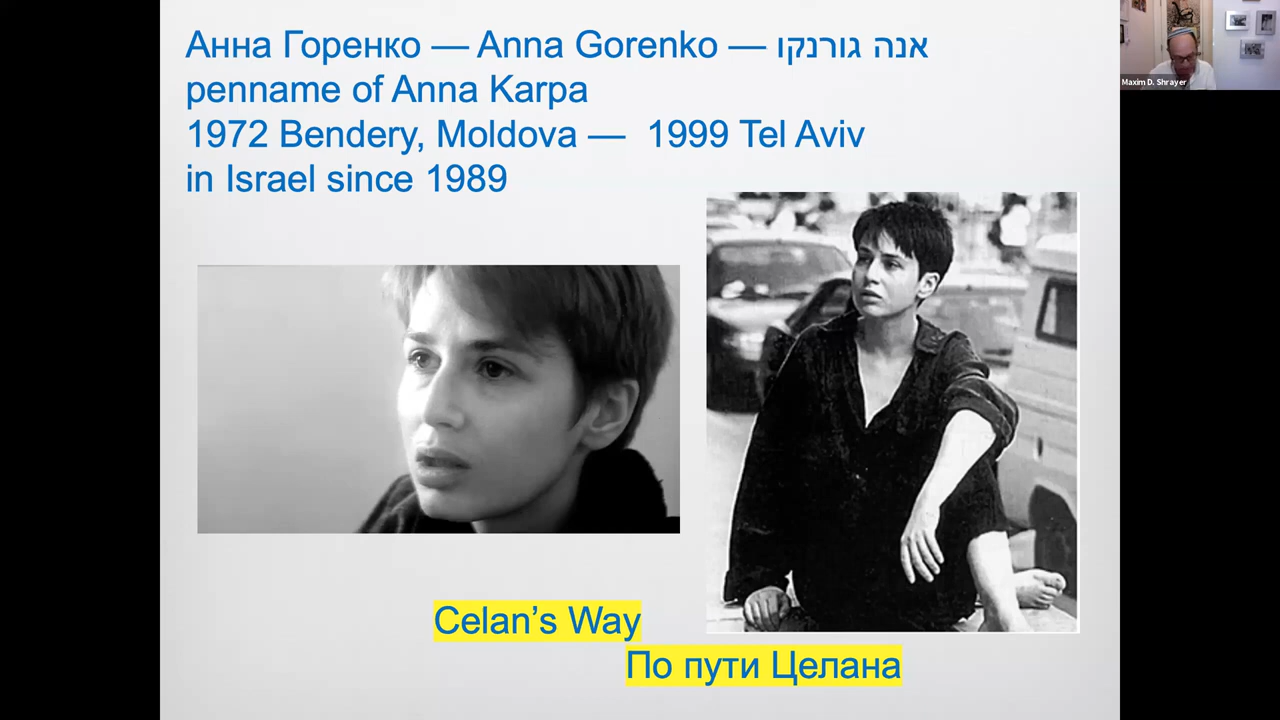 Анна Горенко — Anna Gorenko — אנה גורנקו
penname of Anna Karpa
1972 Bendery, Moldova — 1999 Tel Aviv
in Israel since 1989
Celan’s Way
По пути Целана
Maxim D. Shrayer